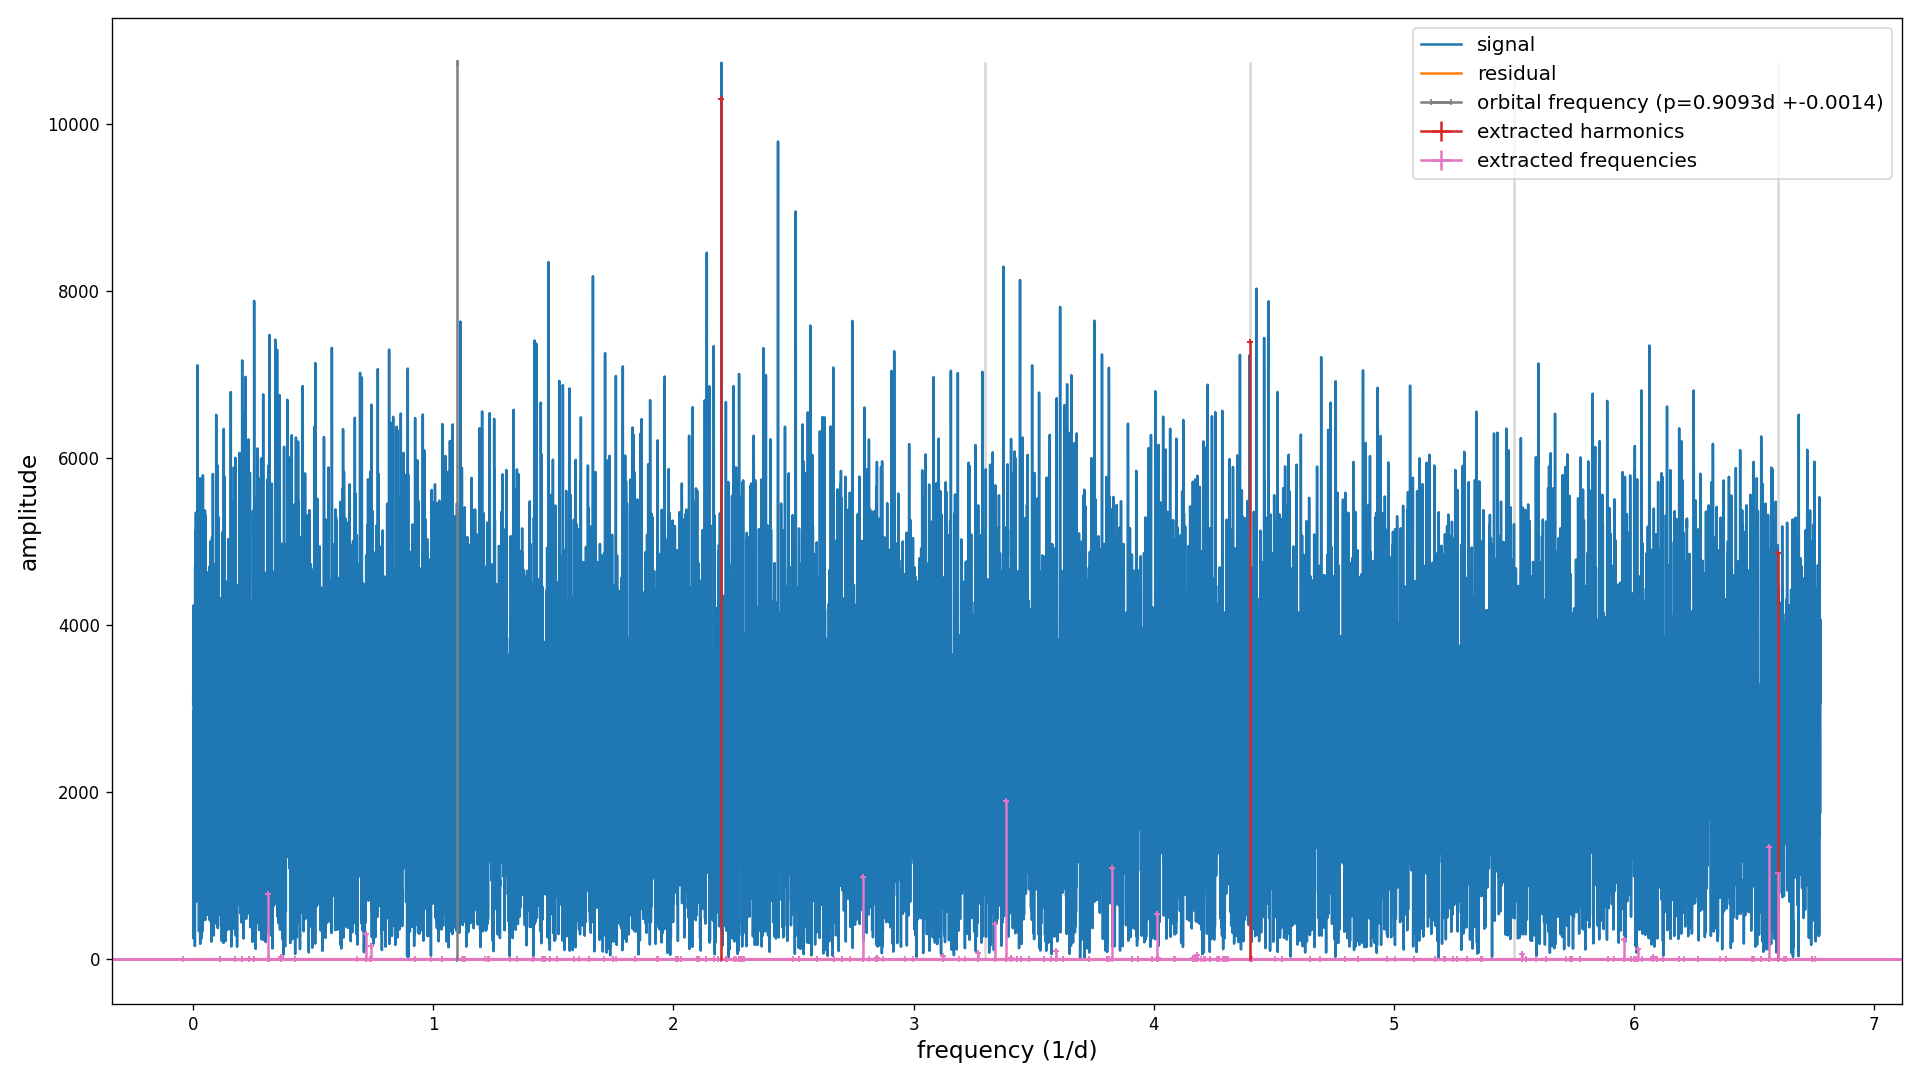 signal
residual
orbital frequency (p=0.9093d +-0.0014)
extracted harmonics
extracted frequencies
10000
8000
6000
4000
2000
0
amplitude
0 1 2 3 4 5 6 7
frequency (1/d)